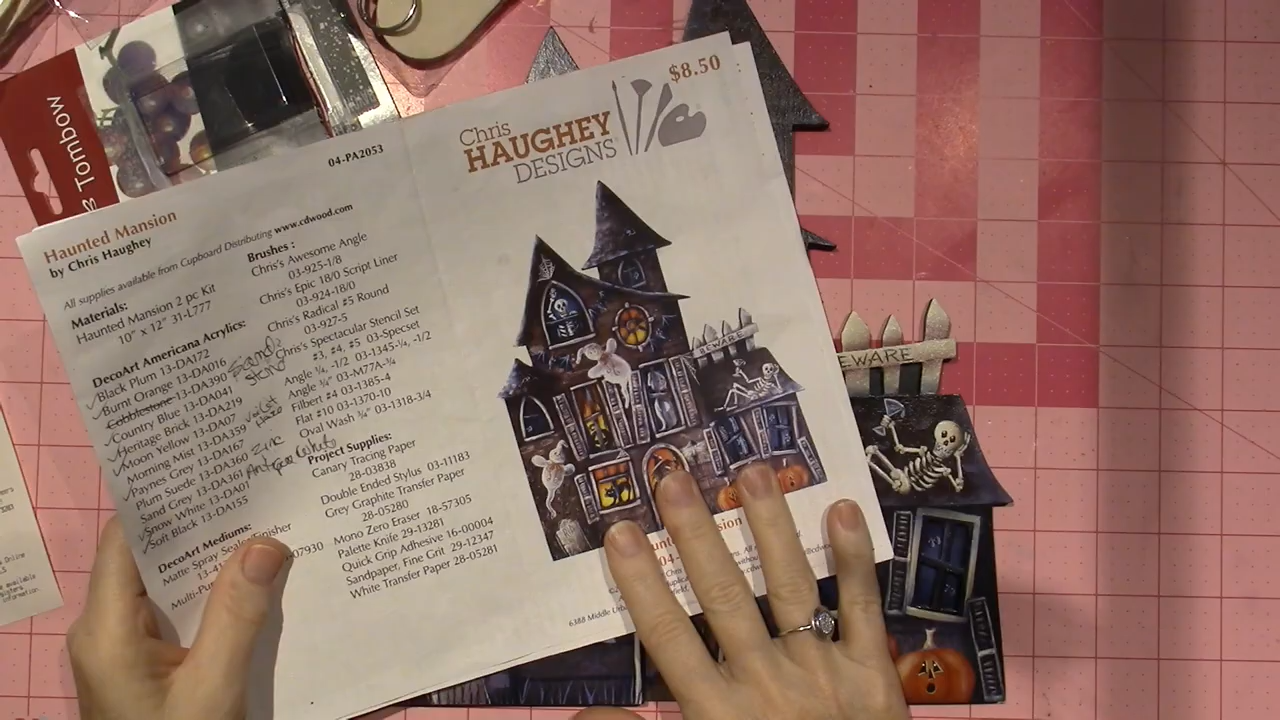 Tombow
$8.50
Chris
HAUGHEY
DESIGNS
04-PA2053
Haunted Mansion
by Chris Haughey
All supplies available from Cupboard Distributing www.cdwood.com
Materials:
Haunted Mansion 2 pc Kit
10" x 12" 31-L777
DecoArt Americana Acrylics:
Black Plum 13-DA172
Burnt Orange 13-DA016
Cobblestone 13-DA390
Country Blue 13-DA041
Heritage Brick 13-DA219
Moon Yellow 13-DA07
Morning Mist 13-DA359
Paynes Grey 13-DA167
Plum Suede 13-DA360
Sand Grey 13-DA361
Snow White 13-DA01
Soft Black 13-DA155
Zinc
DecoArt Mediums:
Matte Spray Sealer/Finisher
Brushes :
Chris's Awesome Angle
03-925-1/8
Chris's Epic 18/0 Script Liner
03-924-18/0
Chris's Radical #5 Round
03-927-5
Chris's Spectacular Stencil Set
#3, #4, #5 03-Specset
Angle ¼, -1/2 03-1345-¼, -1/2
Angle ¾" 03-M77A-¾
Filbert #4 03-1385-4
Flat #10 03-1370-10
Oval Wash ¾" 03-1318-3/4
Project Supplies:
Canary Tracing Paper
28-03838
Double Ended Stylus 03-11183
Grey Graphite Transfer Paper
28-05280
Mono Zero Eraser 18-57305
Palette Knife 29-13281
Quick Grip Adhesive 16-00004
Sandpaper, Fine Grit 29-12347
White Transfer Paper 28-05281
BEWARE
BEWARE
6388 Middle